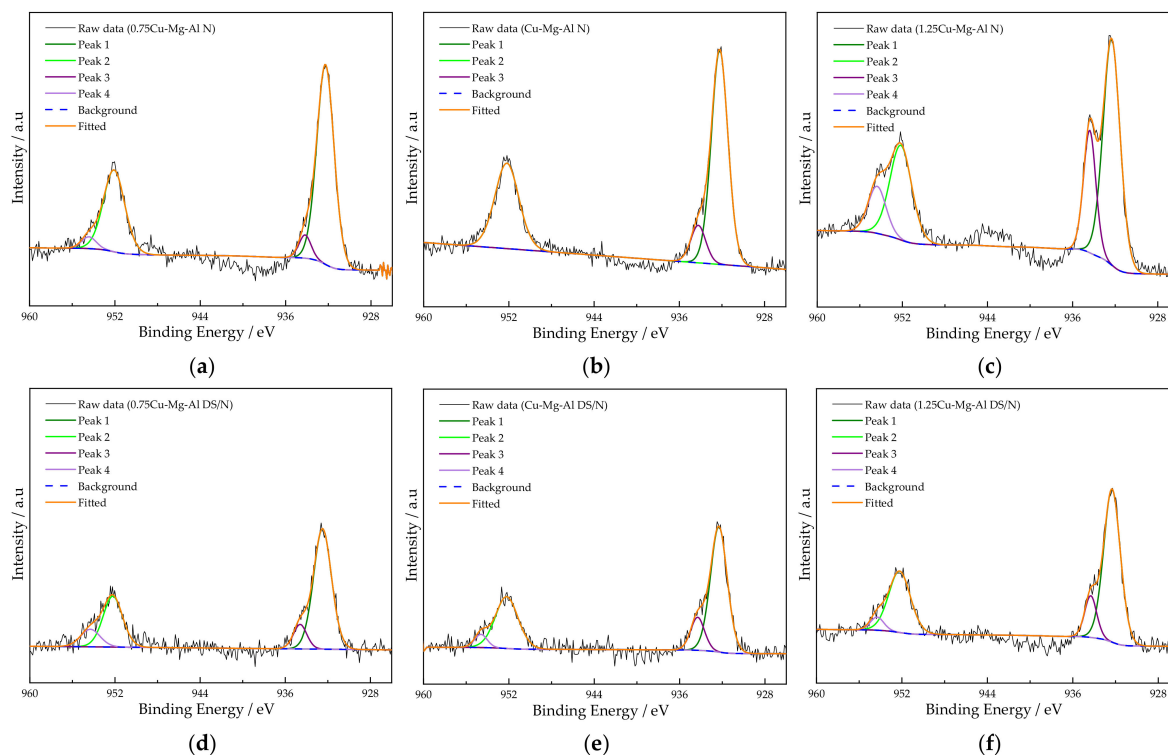 Raw data (0.75Cu-Mg-Al N)
Peak 1
Peak 2
Peak 3
Peak 4
Background
Fitted
Intensity / a.u
960 952 944 936 928
Binding Energy / eV
(a)
Raw data (Cu-Mg-Al N)
Peak 1
Peak 2
Peak 3
Background
Fitted
Intensity / a.u
960 952 944 936 928
Binding Energy / eV
(b)
Raw data (1.25Cu-Mg-Al N)
Peak 1
Peak 2
Peak 3
Peak 4
Background
Fitted
Intensity / a.u
960 952 944 936 928
Binding Energy / eV
(c)
Raw data (0.75Cu-Mg-Al DS/N)
Peak 1
Peak 2
Peak 3
Peak 4
Background
Fitted
Intensity / a.u
960 952 944 936 928
Binding Energy / eV
(d)
Raw data (Cu-Mg-Al DS/N)
Peak 1
Peak 2
Peak 3
Peak 4
Background
Fitted
Intensity / a.u
960 952 944 936 928
Binding Energy / eV
(e)
Raw data (1.25Cu-Mg-Al DS/N)
Peak 1
Peak 2
Peak 3
Peak 4
Background
Fitted
Intensity / a.u
960 952 944 936 928
Binding Energy / eV
(f)